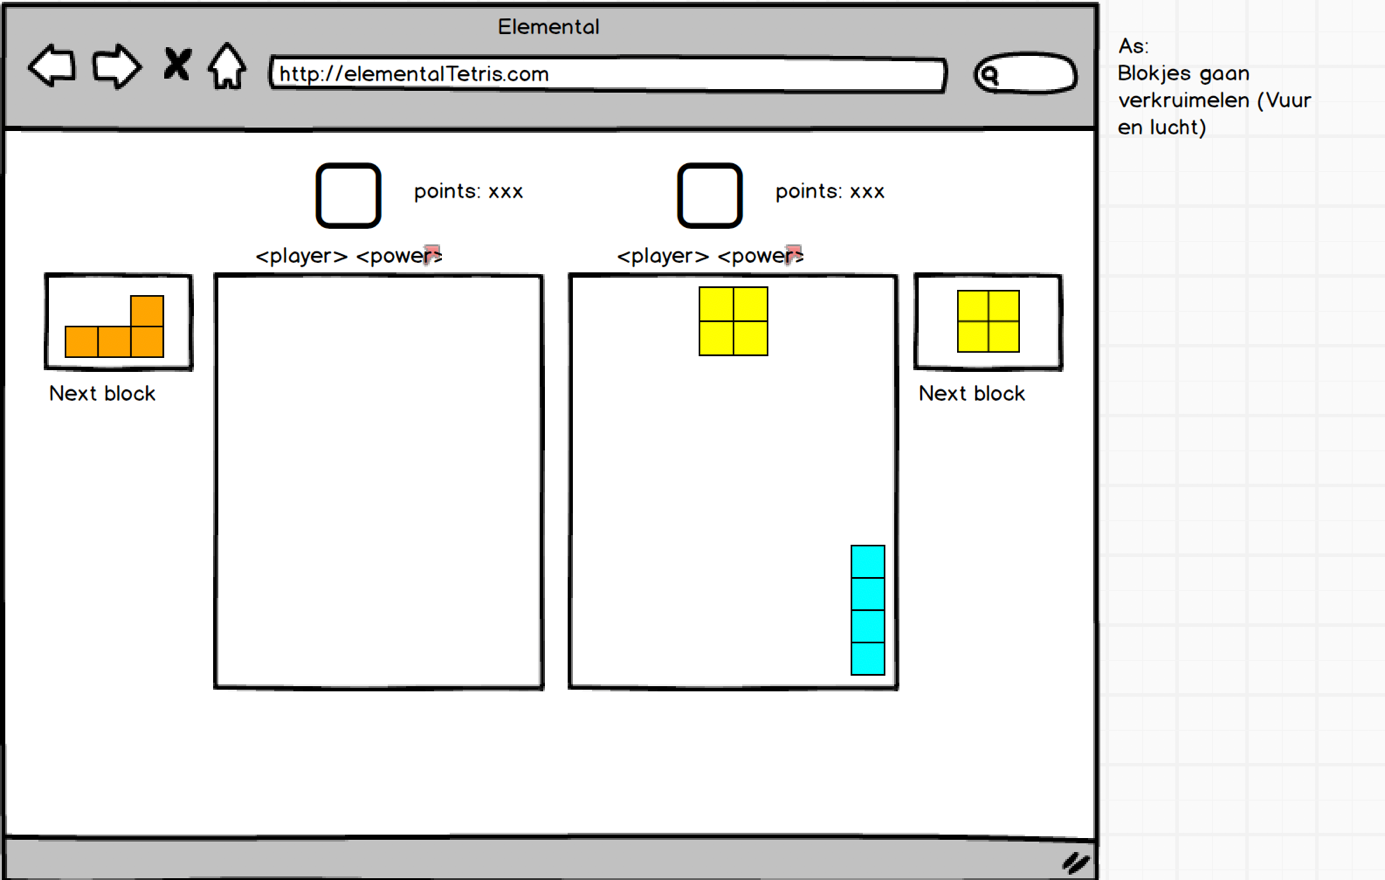 Elemental
http://elementalTetris.com
As:
Blokjes gaan
verkruimelen (Vuur
en lucht)
points: xxx
points: xxx
<player> <power>
<player> <power>
Next block
Next block